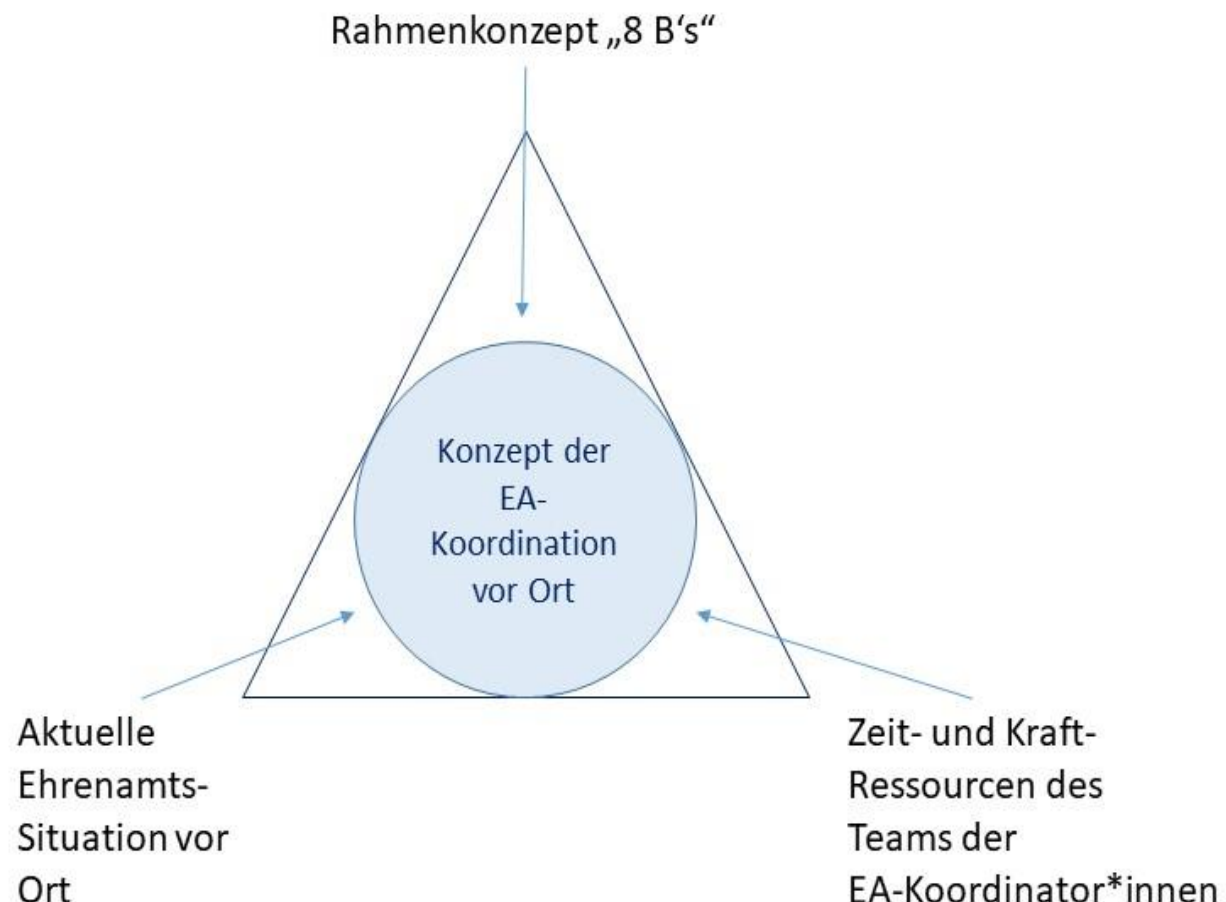 Rahmenkonzept „8 B‘s“
Konzept der
EA-
Koordination
vor Ort
Aktuelle
Ehrenamts-
Situation vor
Ort
Zeit- und Kraft-
Ressourcen des
Teams der
EA-Koordinator*innen